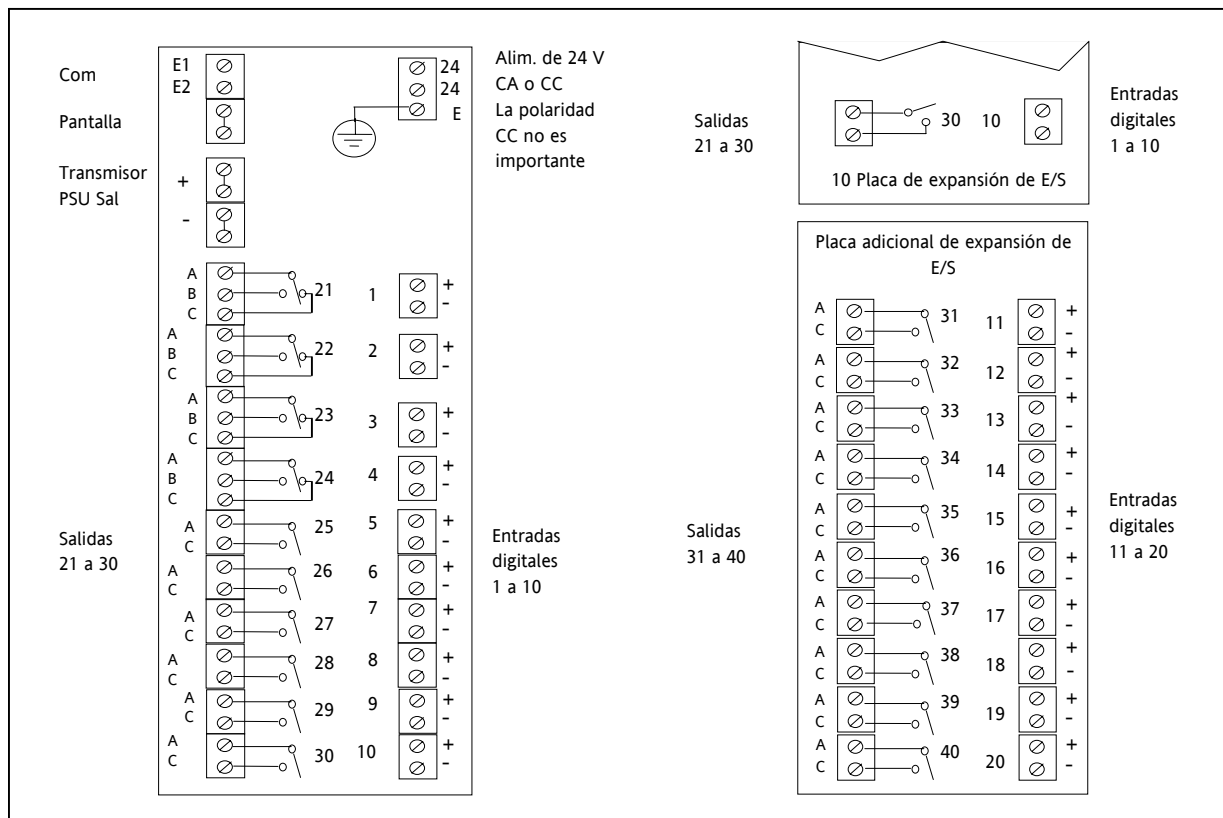 Com
E1
E2
Pantalla
Transmisor
PSU Sal
+
-
24
24
E
Alim. de 24 V
CA o CC
La polaridad
CC no es
importante
A
B
C
21
1
+
-
A
B
C
22
2
+
-
A
B
C
23
3
+
-
A
B
C
24
4
+
-
A
C
25
5
+
-
A
C
26
6
+
-
A
C
27
7
+
-
A
C
28
8
+
-
A
C
29
9
+
-
A
C
30
10
+
-
Salidas
21 a 30
Entradas
digitales
1 a 10
Salidas
21 a 30
30
10
Entradas
digitales
1 a 10
10 Placa de expansión de E/S
Placa adicional de expansión de
E/S
A
C
31
11
+
-
A
C
32
12
+
-
A
C
33
13
+
-
A
C
34
14
+
-
A
C
35
15
+
-
A
C
36
16
+
-
A
C
37
17
+
-
A
C
38
18
+
-
A
C
39
19
+
-
A
C
40
20
+
-
Salidas
31 a 40
Entradas
digitales
11 a 20